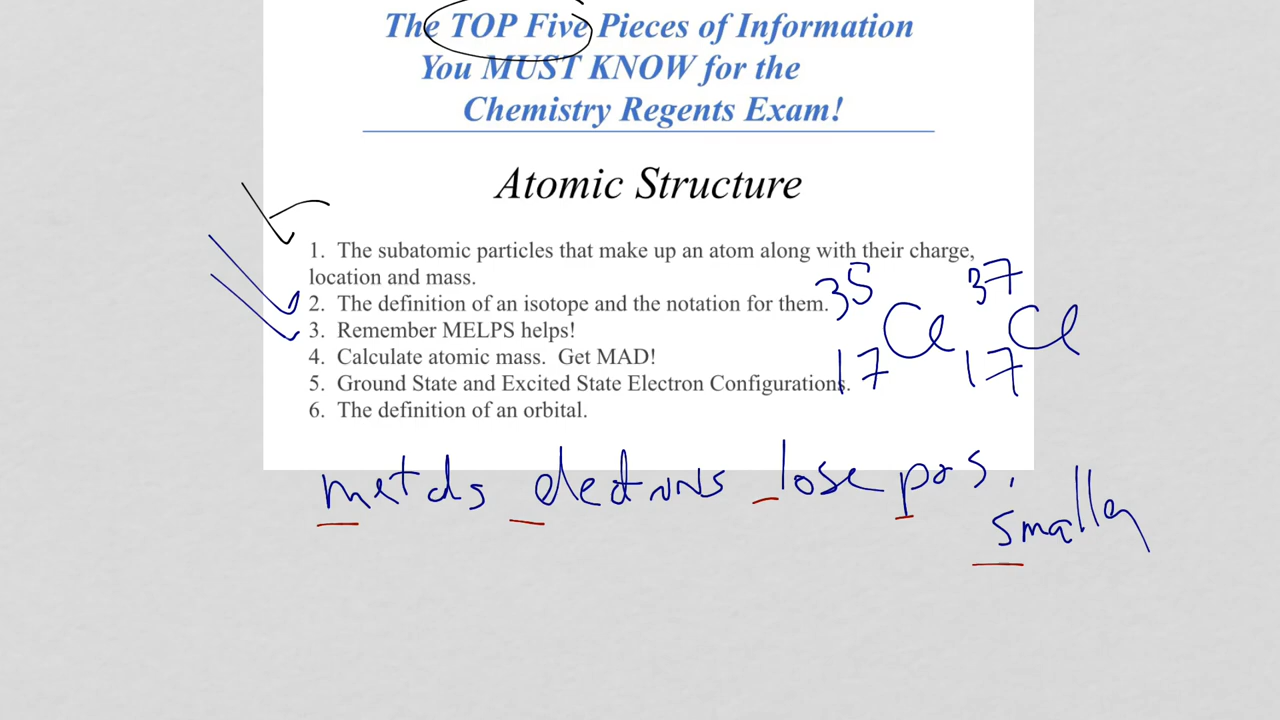 The TOP Five Pieces of Information
You MUST KNOW for the
Chemistry Regents Exam!
Atomic Structure
1. The subatomic particles that make up an atom along with their charge,
location and mass.
2. The definition of an isotope and the notation for them.
3. Remember MELPS helps!
4. Calculate atomic mass. Get MAD!
5. Ground State and Excited State Electron Configurations.
6. The definition of an orbital.
35 Cl 37 Cl
17 17
metals electrons lose pos.
smaller